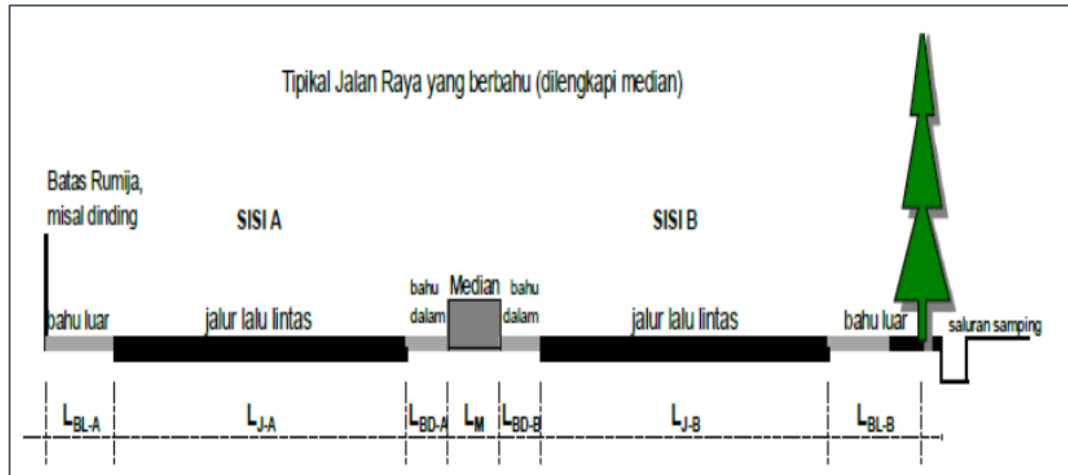 Tipikal Jalan Raya yang berbahu (dilengkapi median)
Batas Rumija,
misal dinding
SISI A
SISI B
bahu
dalam
Median
bahu
dalam
bahu luar
jalur lalu lintas
jalur lalu lintas
bahu luar
saluran samping
LBL-A
LJ-A
LBD-A
LM
LBD-B
LJ-B
LBL-B